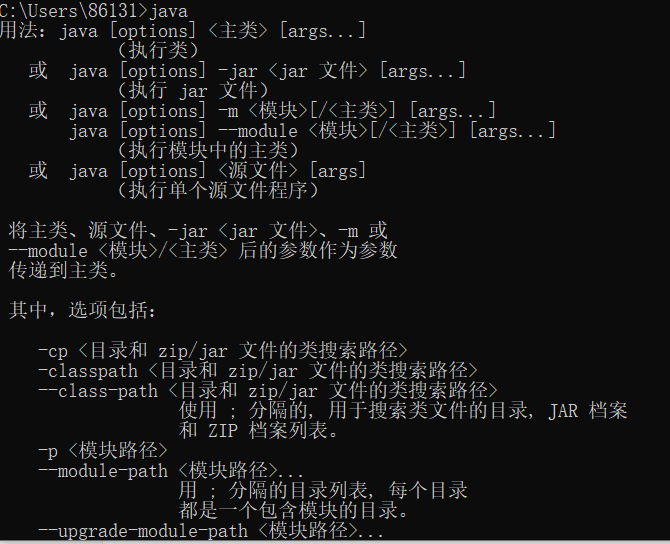 C:\Users\86131>java
用法：java [options] <主类> [args...]
（执行类）
或 java [options] -jar <jar 文件> [args...]
（执行 jar 文件）
或 java [options] -m <模块>[/<主类>] [args...]
java [options] --module <模块>[/<主类>] [args...]
（执行模块中的主类）
或 java [options] <源文件> [args]
（执行单个源文件程序）
将主类、源文件、-jar <jar 文件>、-m 或
--module <模块>/<主类> 后的参数作为参数
传递到主类。
其中，选项包括：
-cp <目录和 zip/jar 文件的类搜索路径>
-classpath <目录和 zip/jar 文件的类搜索路径>
--class-path <目录和 zip/jar 文件的类搜索路径>
使用 ; 分隔的, 用于搜索类文件的目录, JAR 档案
和 ZIP 档案列表。
-p <模块路径>
--module-path <模块路径>...
用 ; 分隔的目录列表, 每个目录
都是一个包含模块的目录。
--upgrade-module-path <模块路径>...